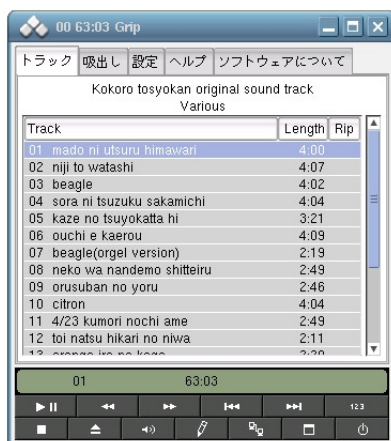 00 63:03 Grip
トラック 吸出し 設定 ヘルプ ソフトウェアについて
Kokoro tosyokan original sound track
Various
Track Length Rip
01 mado ni utsuru himawari 4:00
02 niji to watashi 4:07
03 beagle 4:02
04 sora ni tsuzuku sakamichi 4:04
05 kaze no tsuyokatta hi 3:21
06 ouchi e kaerou 4:09
07 beagle(orgel version) 2:19
08 neko wa nandemo shitteiru 2:49
09 orusuban no yoru 2:46
10 citron 4:04
11 4/23 kumori nochi ame 2:49
12 toi natsu hikari no niwa 2:11
01 63:03
123